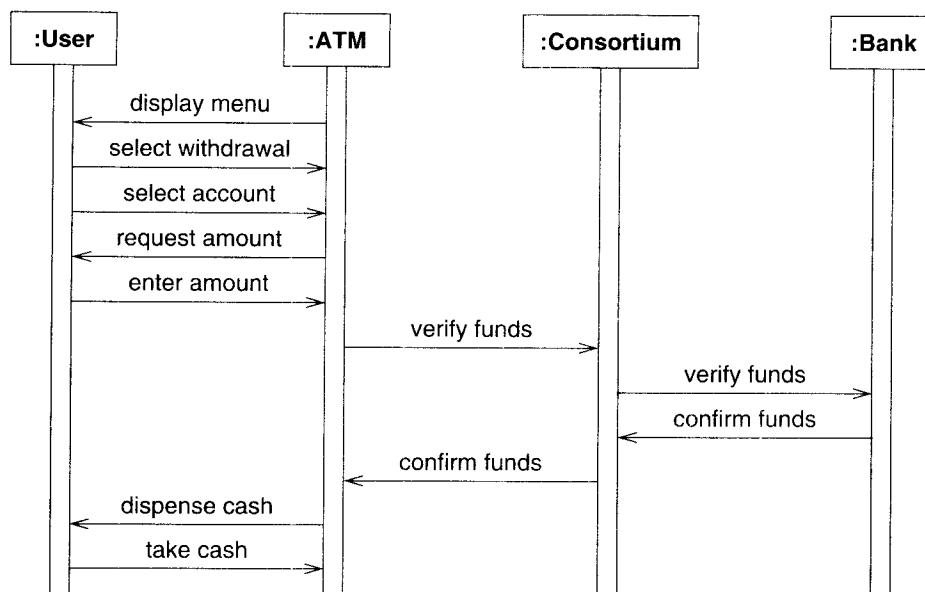 :User
:ATM
:Consortium
:Bank
display menu
select withdrawal
select account
request amount
enter amount
verify funds
verify funds
confirm funds
confirm funds
dispense cash
take cash